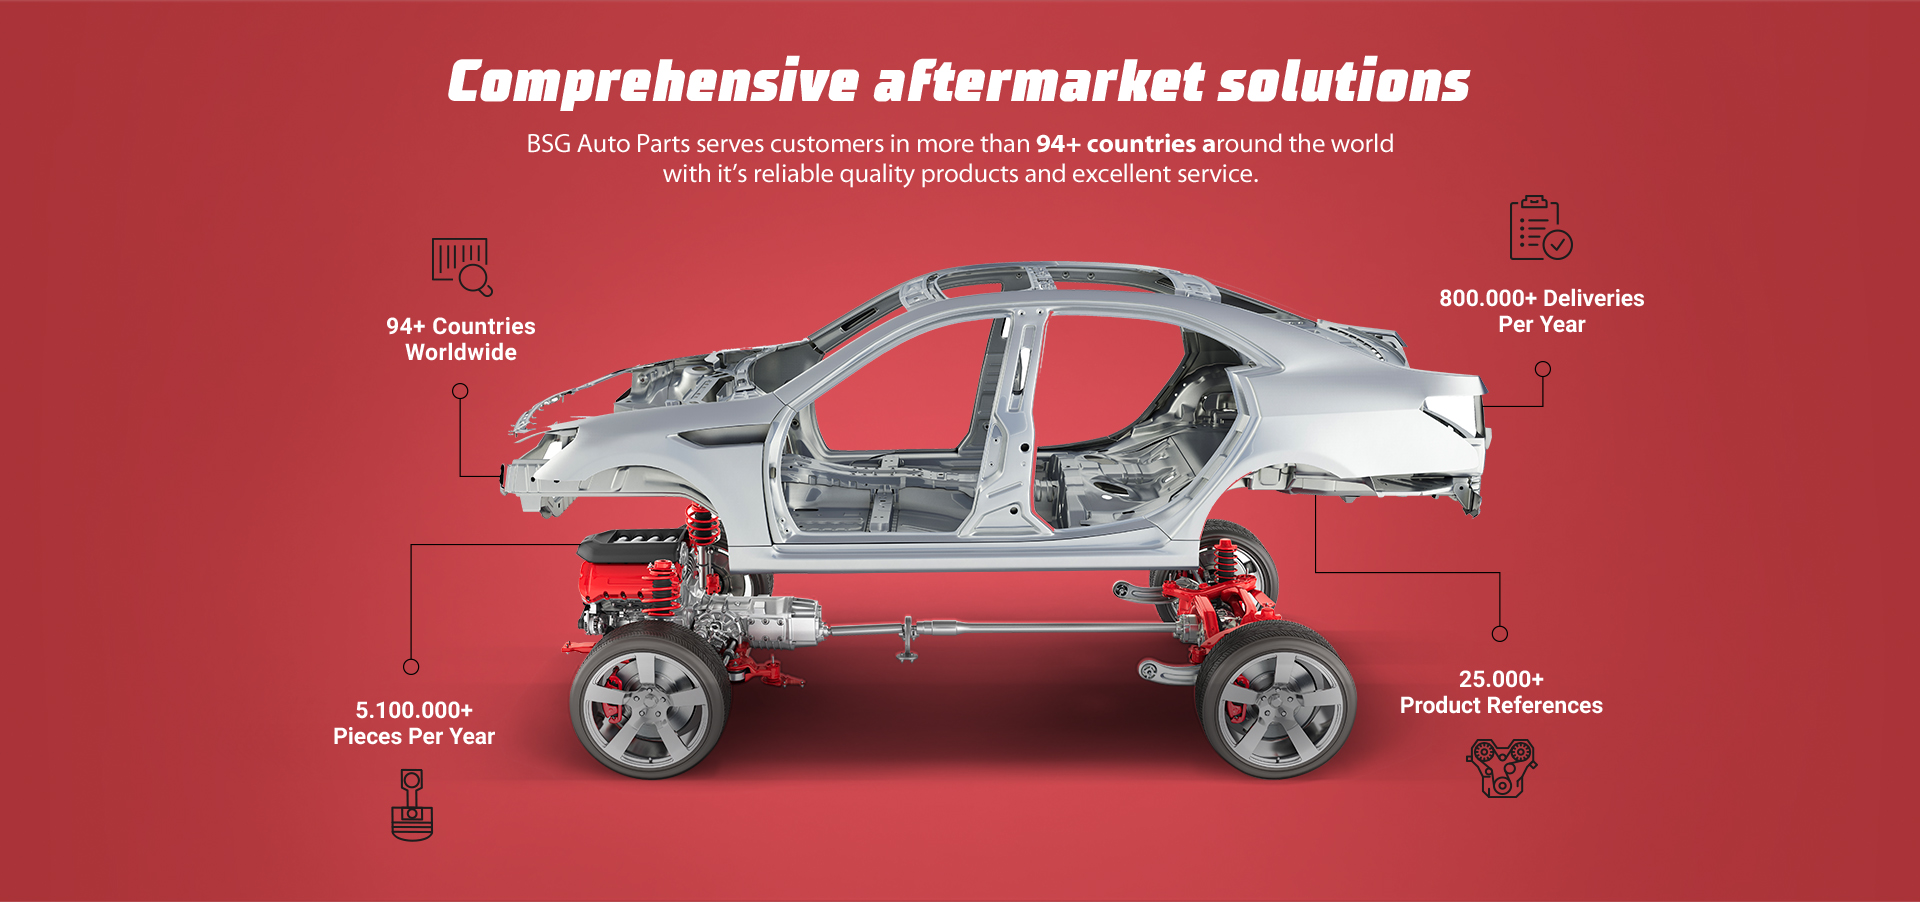 Comprehensive aftermarket solutions
BSG Auto Parts serves customers in more than 94+ countries around the world
with it's reliable quality products and excellent service.
94+ Countries
Worldwide
800.000+ Deliveries
Per Year
5.100.000+
Pieces Per Year
25.000+
Product References